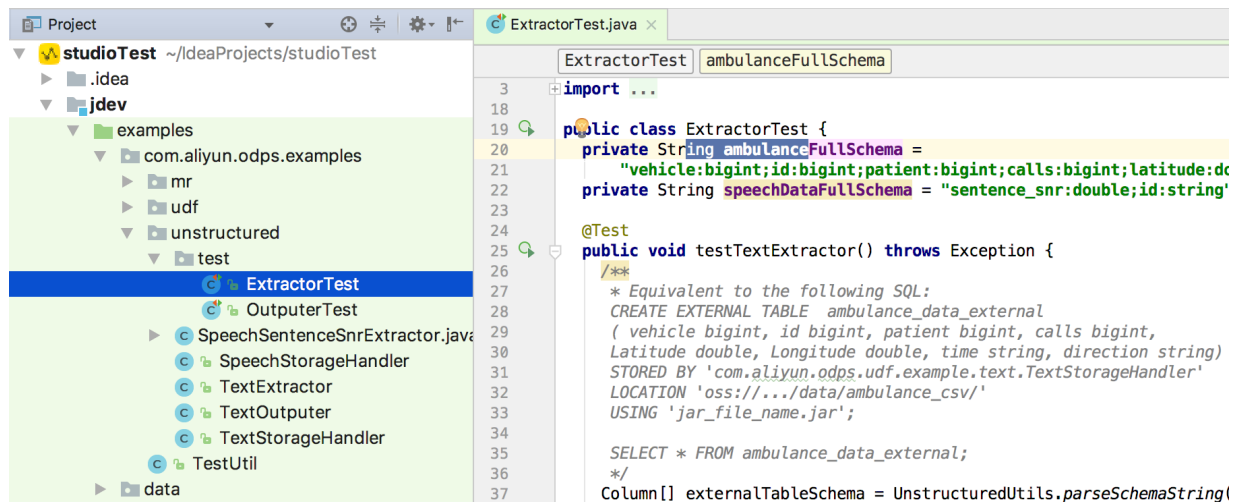 Project
studioTest ~/IdeaProjects/studioTest
.idea
jdev
examples
com.aliyun.odps.examples
mr
udf
unstructured
test
ExtractorTest
OutputerTest
SpeechSentenceSnrExtractor.java
SpeechStorageHandler
TextExtractor
TextOutputer
TextStorageHandler
TestUtil
data
ExtractorTest.java
ExtractorTest ambulanceFullSchema
3 import ...
18
19 public class ExtractorTest {
20 private String ambulanceFullSchema =
21 "vehicle:bigint;id:bigint;patient:bigint;calls:bigint;latitude:do
22 private String speechDataFullSchema = "sentence_snr:double;id:string"
23
24 @Test
25 public void testTextExtractor() throws Exception {
26 /**
27 * Equivalent to the following SQL:
28 CREATE EXTERNAL TABLE ambulance_data_external
29 ( vehicle bigint, id bigint, patient bigint, calls bigint,
30 Latitude double, Longitude double, time string, direction string)
31 STORED BY 'com.aliyun.odps.udf.example.text.TextStorageHandler'
32 LOCATION 'oss://.../data/ambulance_csv/'
33 USING 'jar_file_name.jar';
34
35 SELECT * FROM ambulance_data_external;
36 */
37 Column[] externalTableSchema = UnstructuredUtils.parseSchemaString(